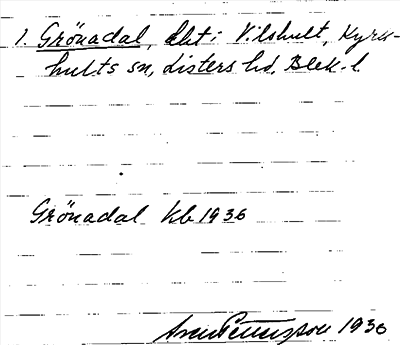 1. Grönadal, lht i Vilshult, Kyrk-
hults sn, Listers hd, Blek. l.
Grönadal Kb 1936
1936